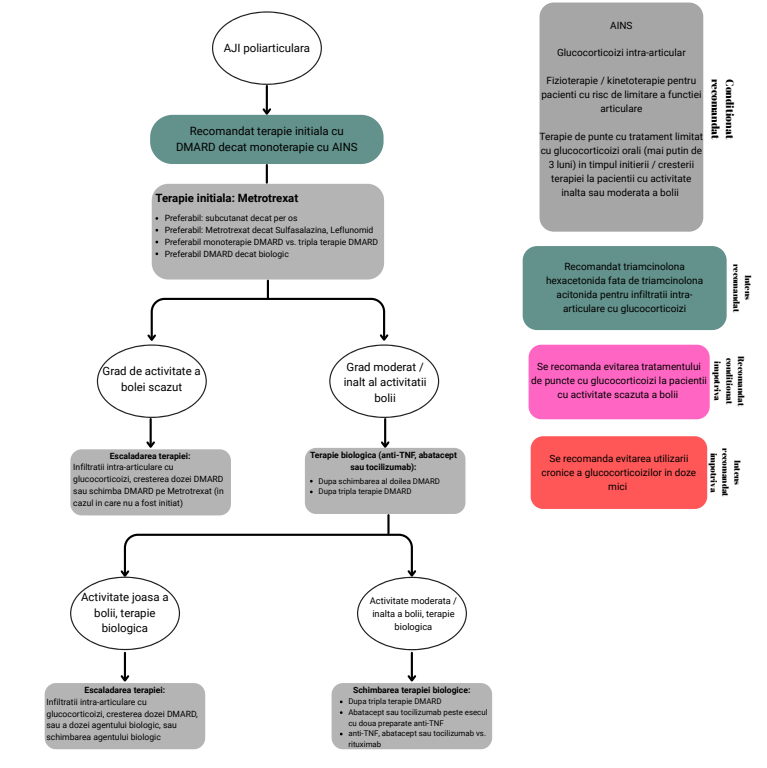 AJI poliarticulara
Recomandat terapie initiala cu
DMARD decat monoterapie cu AINS
Terapie initiala: Metrotrexat
• Preferabil: subcutanat decat per os
• Preferabil: Metrotrexat decat Sulfasalazina, Leflunomid
• Preferabil monoterapie DMARD vs. tripla terapie DMARD
• Preferabil DMARD decat biologic
Grad de activitate a
bolei scazut
Grad moderat /
inalt al activitatii
bolii
Escaladarea terapiei:
Infiltratii intra-articulare cu
glucocorticoizi, cresterea dozei DMARD
sau schimba DMARD pe Metrotrexat (in
cazul in care nu a fost initiat)
Terapie biologica (anti-TNF, abatacept
sau tocilizumab):
• Dupa schimbarea al doilea DMARD
• Dupa tripla terapie DMARD
Activitate joasa a
bolii, terapie
biologica
Activitate moderata /
inalta a bolii, terapie
biologica
Escaladarea terapiei:
Infiltratii intra-articulare cu
glucocorticoizi, cresterea dozei DMARD,
sau a dozei agentului biologic, sau
schimbarea agentului biologic
Schimbarea terapiei biologice:
• Dupa tripla terapie DMARD
• Abatacept sau tocilizumab peste esecul
cu doua preparate anti-TNF
• anti-TNF, abatacept sau tocilizumab vs.
rituximab
AINS
Glucocorticoizi intra-articular
Fizioterapie / kinetoterapie pentru
pacienti cu risc de limitare a functiei
articulare
Terapie de punte cu tratament limitat
cu glucocorticoizi orali (mai putin de
3 luni) in timpul initierii / cresterii
terapiei la pacientii cu activitate
inalta sau moderata a bolii
Conditionat
recomandat
Recomandat triamcinolona
hexacetonida fata de triamcinolona
acitonida pentru infiltratii intra-
articulare cu glucocorticoizi
Intens
recomandat
Se recomanda evitarea tratamentului
de puncte cu glucocorticoizi la pacientii
cu activitate scazuta a bolii
Recomandat
conditionat
impotriva
Se recomanda evitarea utilizarii
cronice a glucocorticoizilor in doze
mici
Intens
recomandat
impotriva